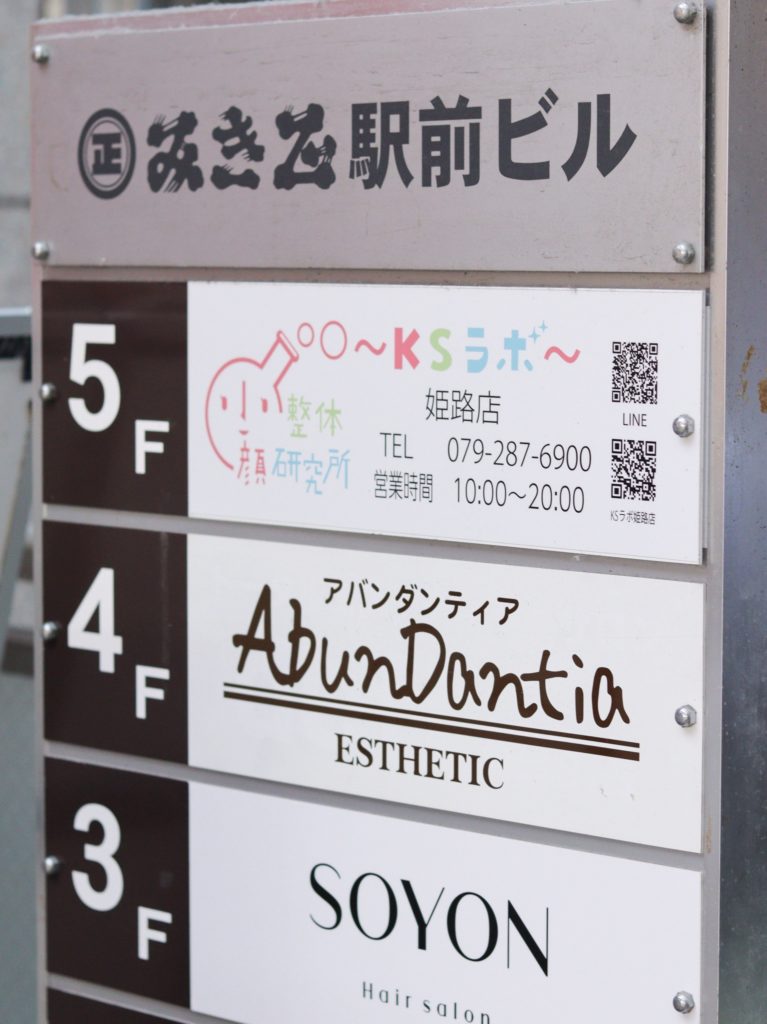 正 みき正駅前ビル
5F
～KSラボ～
小顔
整体
研究所
姫路店
TEL 079-287-6900
営業時間 10:00～20:00
LINE
KSラボ姫路店
4F
アバンダンティア
AbunDantia
ESTHETIC
3F
SOYON
Hair salon